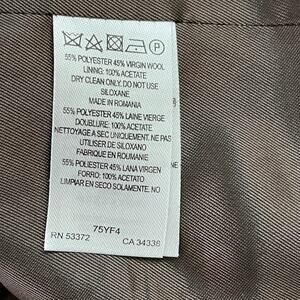 P
55% POLYESTER 45% VIRGIN WOOL
LINING: 100% ACETATE
DRY CLEAN ONLY. DO NOT USE
SILOXANE
MADE IN ROMANIA
55% POLYESTER 45% LAINE VIERGE
DOUBLURE: 100% ACETATE
NETTOYAGE A SEC UNIQUEMENT. NE PAS
UTILISER DE SILOXANO
FABRIQUE EN ROUMANIE
55% POLIESTER 45% LANA VIRGEN
FORRO: 100% ACETATO
LIMPIAR EN SECO SOLAMENTE. NO
75YF4
RN 53372 CA 34338